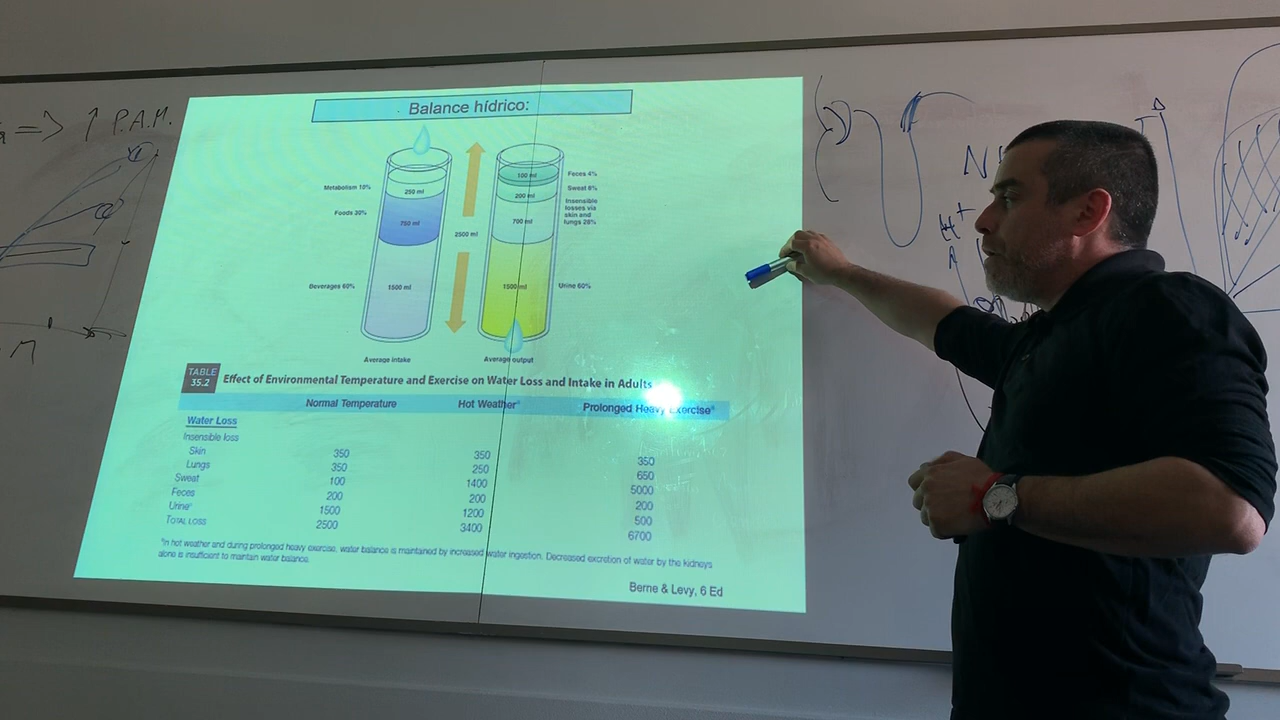 => ↑ P.A.M.
Balance hídrico:
Metabolism 10%
250 ml
Foods 30%
750 ml
Beverages 60%
1500 ml
Average intake
2500 ml
100 ml
Feces 4%
200 ml
Sweat 8%
700 ml
Insensible
losses via
skin and
lungs 28%
1500 ml
Urine 60%
Average output
TABLE
35.2
Effect of Environmental Temperature and Exercise on Water Loss and Intake in Adults
Normal Temperature Hot Weather Prolonged Heavy Exercise
Water Loss
Insensible loss
Skin 350 350 350
Lungs 350 250 650
Sweat 100 1400 5000
Feces 200 200 200
Urine 1500 1200 500
TOTAL LOSS 2500 3400 6700
In hot weather and during prolonged heavy exercise, water balance is maintained by increased water ingestion. Decreased excretion of water by the kidneys
alone is insufficient to maintain water balance.
Berne & Levy, 6 Ed
H+